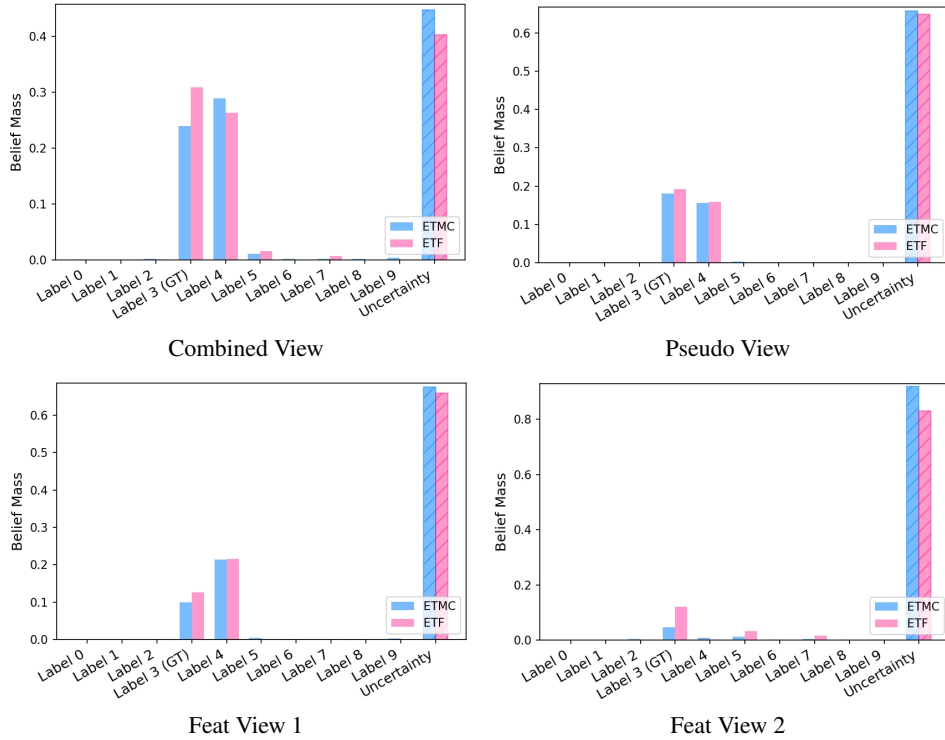 Belief Mass
0.4
0.3
0.2
0.1
0.0
ETMC
ETF
Label 0
Label 1
Label 2
Label 3 (GT)
Label 4
Label 5
Label 6
Label 7
Label 8
Label 9
Uncertainty
Combined View
Belief Mass
0.6
0.5
0.4
0.3
0.2
0.1
0.0
ETMC
ETF
Label 0
Label 1
Label 2
Label 3 (GT)
Label 4
Label 5
Label 6
Label 7
Label 8
Label 9
Uncertainty
Pseudo View
Belief Mass
0.6
0.5
0.4
0.3
0.2
0.1
0.0
ETMC
ETF
Label 0
Label 1
Label 2
Label 3 (GT)
Label 4
Label 5
Label 6
Label 7
Label 8
Label 9
Uncertainty
Feat View 1
Belief Mass
0.8
0.6
0.4
0.2
0.0
ETMC
ETF
Label 0
Label 1
Label 2
Label 3 (GT)
Label 4
Label 5
Label 6
Label 7
Label 8
Label 9
Uncertainty
Feat View 2